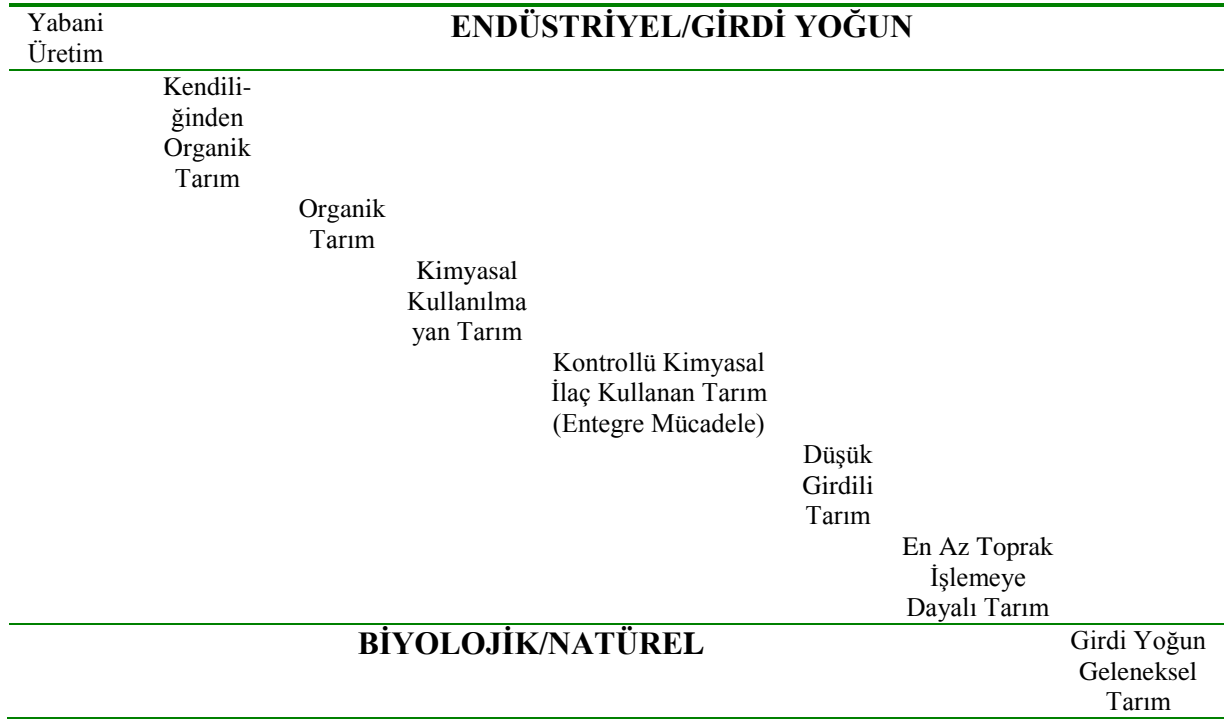 Yabani
Üretim
ENDÜSTRİYEL/GİRDİ YOĞUN
Kendili-
ğinden
Organik
Tarım
Organik
Tarım
Kimyasal
Kullanılma
yan Tarım
Kontrollü Kimyasal
İlaç Kullanan Tarım
(Entegre Mücadele)
Düşük
Girdili
Tarım
En Az Toprak
İşlemeye
Dayalı Tarım
BİYOLOJİK/NATÜREL
Girdi Yoğun
Geleneksel
Tarım